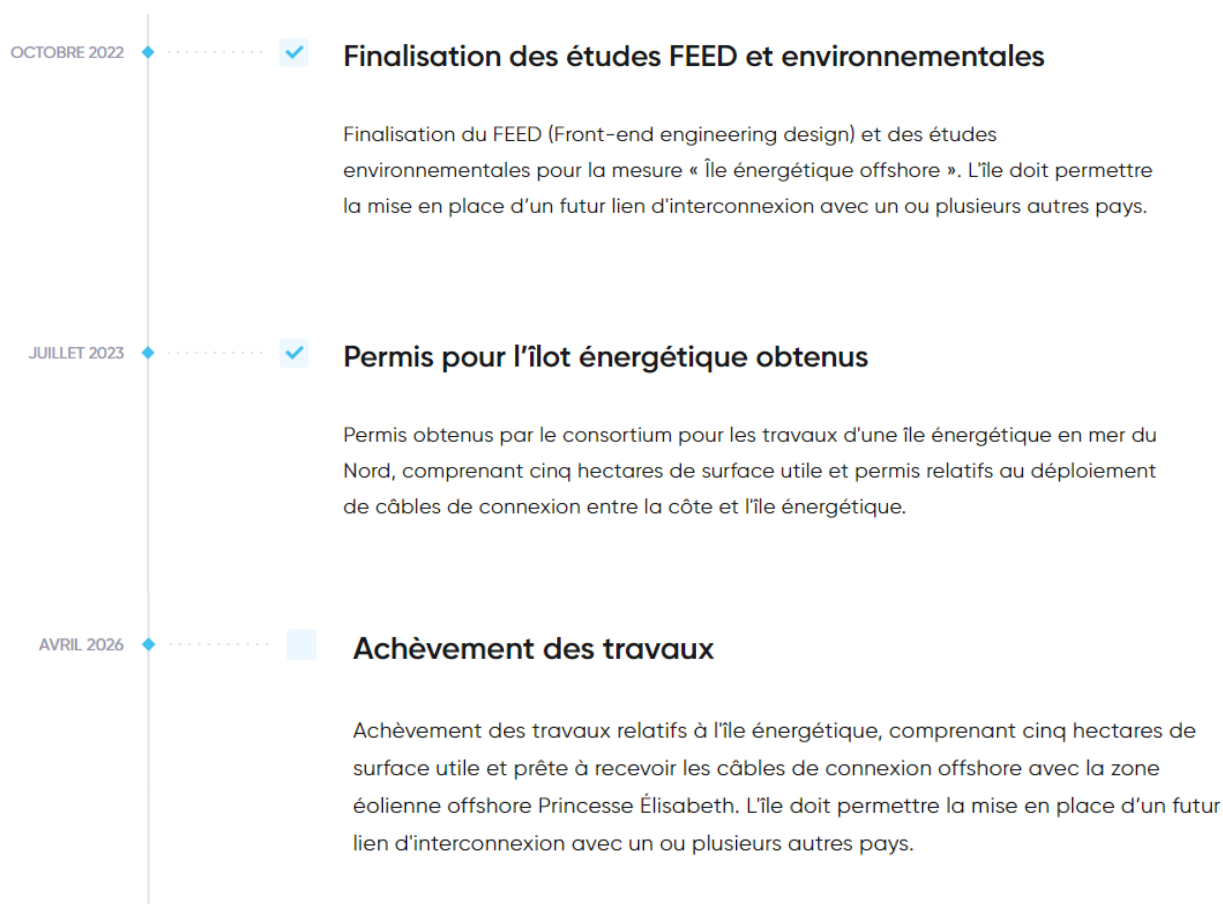 OCTOBRE 2022
Finalisation des études FEED et environnementales
Finalisation du FEED (Front-end engineering design) et des études
environnementales pour la mesure « Île énergétique offshore ». L'île doit permettre
la mise en place d’un futur lien d'interconnexion avec un ou plusieurs autres pays.
JUILLET 2023
Permis pour l’îlot énergétique obtenus
Permis obtenus par le consortium pour les travaux d'une île énergétique en mer du
Nord, comprenant cinq hectares de surface utile et permis relatifs au déploiement
de câbles de connexion entre la côte et l'île énergétique.
AVRIL 2026
Achèvement des travaux
Achèvement des travaux relatifs à l'île énergétique, comprenant cinq hectares de
surface utile et prête à recevoir les câbles de connexion offshore avec la zone
éolienne offshore Princesse Élisabeth. L'île doit permettre la mise en place d’un futur
lien d'interconnexion avec un ou plusieurs autres pays.